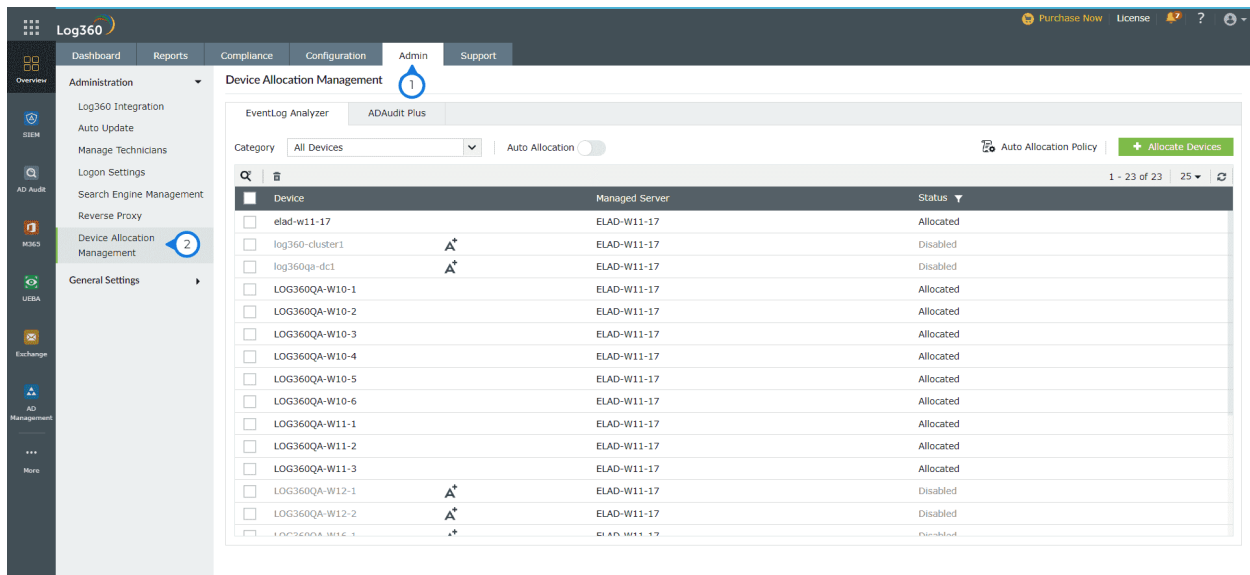 Log360
Purchase Now License 7 ?
Dashboard Reports Compliance Configuration Admin Support
1
Overview
SIEM
AD Audit
M365
UEBA
Exchange
AD
Management
...
More
Administration
Log360 Integration
Auto Update
Manage Technicians
Logon Settings
Search Engine Management
Reverse Proxy
Device Allocation
Management
2
General Settings
Device Allocation Management
EventLog Analyzer ADAudit Plus
Category All Devices Auto Allocation Auto Allocation Policy + Allocate Devices
1 - 23 of 23 25
Device Managed Server Status
elad-w11-17 ELAD-W11-17 Allocated
log360-cluster1 A+ ELAD-W11-17 Disabled
log360qa-dc1 A+ ELAD-W11-17 Disabled
LOG360QA-W10-1 ELAD-W11-17 Allocated
LOG360QA-W10-2 ELAD-W11-17 Allocated
LOG360QA-W10-3 ELAD-W11-17 Allocated
LOG360QA-W10-4 ELAD-W11-17 Allocated
LOG360QA-W10-5 ELAD-W11-17 Allocated
LOG360QA-W10-6 ELAD-W11-17 Allocated
LOG360QA-W11-1 ELAD-W11-17 Allocated
LOG360QA-W11-2 ELAD-W11-17 Allocated
LOG360QA-W11-3 ELAD-W11-17 Allocated
LOG360QA-W12-1 A+ ELAD-W11-17 Disabled
LOG360QA-W12-2 A+ ELAD-W11-17 Disabled
LOG360QA-W16-1 A+ ELAD-W11-17 Disabled